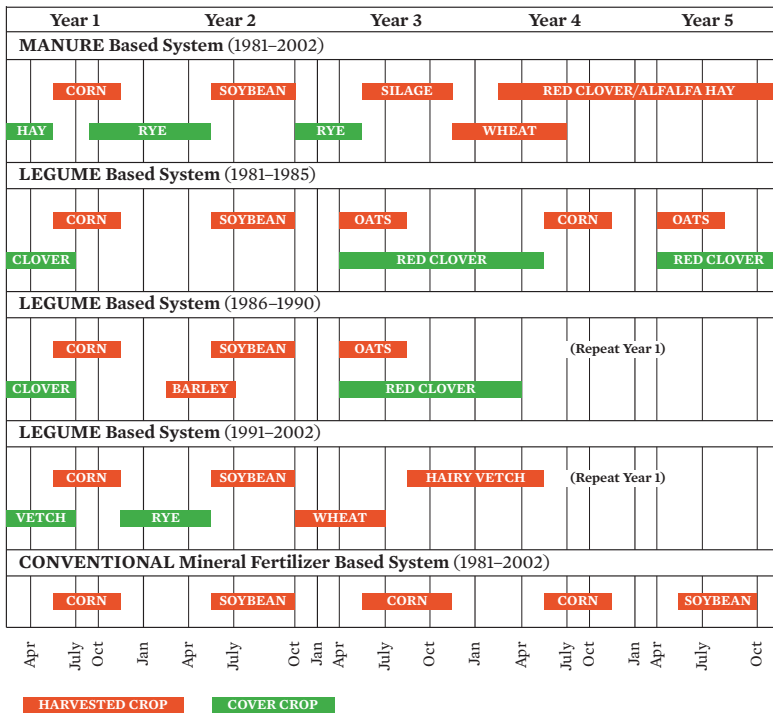 Year 1 Year 2 Year 3 Year 4 Year 5
MANURE Based System (1981–2002)
CORN SOYBEAN SILAGE RED CLOVER/ALFALFA HAY
HAY RYE RYE WHEAT
LEGUME Based System (1981–1985)
CORN SOYBEAN OATS CORN OATS
CLOVER RED CLOVER RED CLOVER
LEGUME Based System (1986–1990)
CORN SOYBEAN OATS (Repeat Year 1)
CLOVER BARLEY RED CLOVER
LEGUME Based System (1991–2002)
CORN SOYBEAN HAIRY VETCH (Repeat Year 1)
VETCH RYE WHEAT
CONVENTIONAL Mineral Fertilizer Based System (1981–2002)
CORN SOYBEAN CORN CORN SOYBEAN
Apr July Oct Jan Apr July Oct Jan Apr July Oct Jan Apr July Oct Jan Apr July Oct
HARVESTED CROP COVER CROP